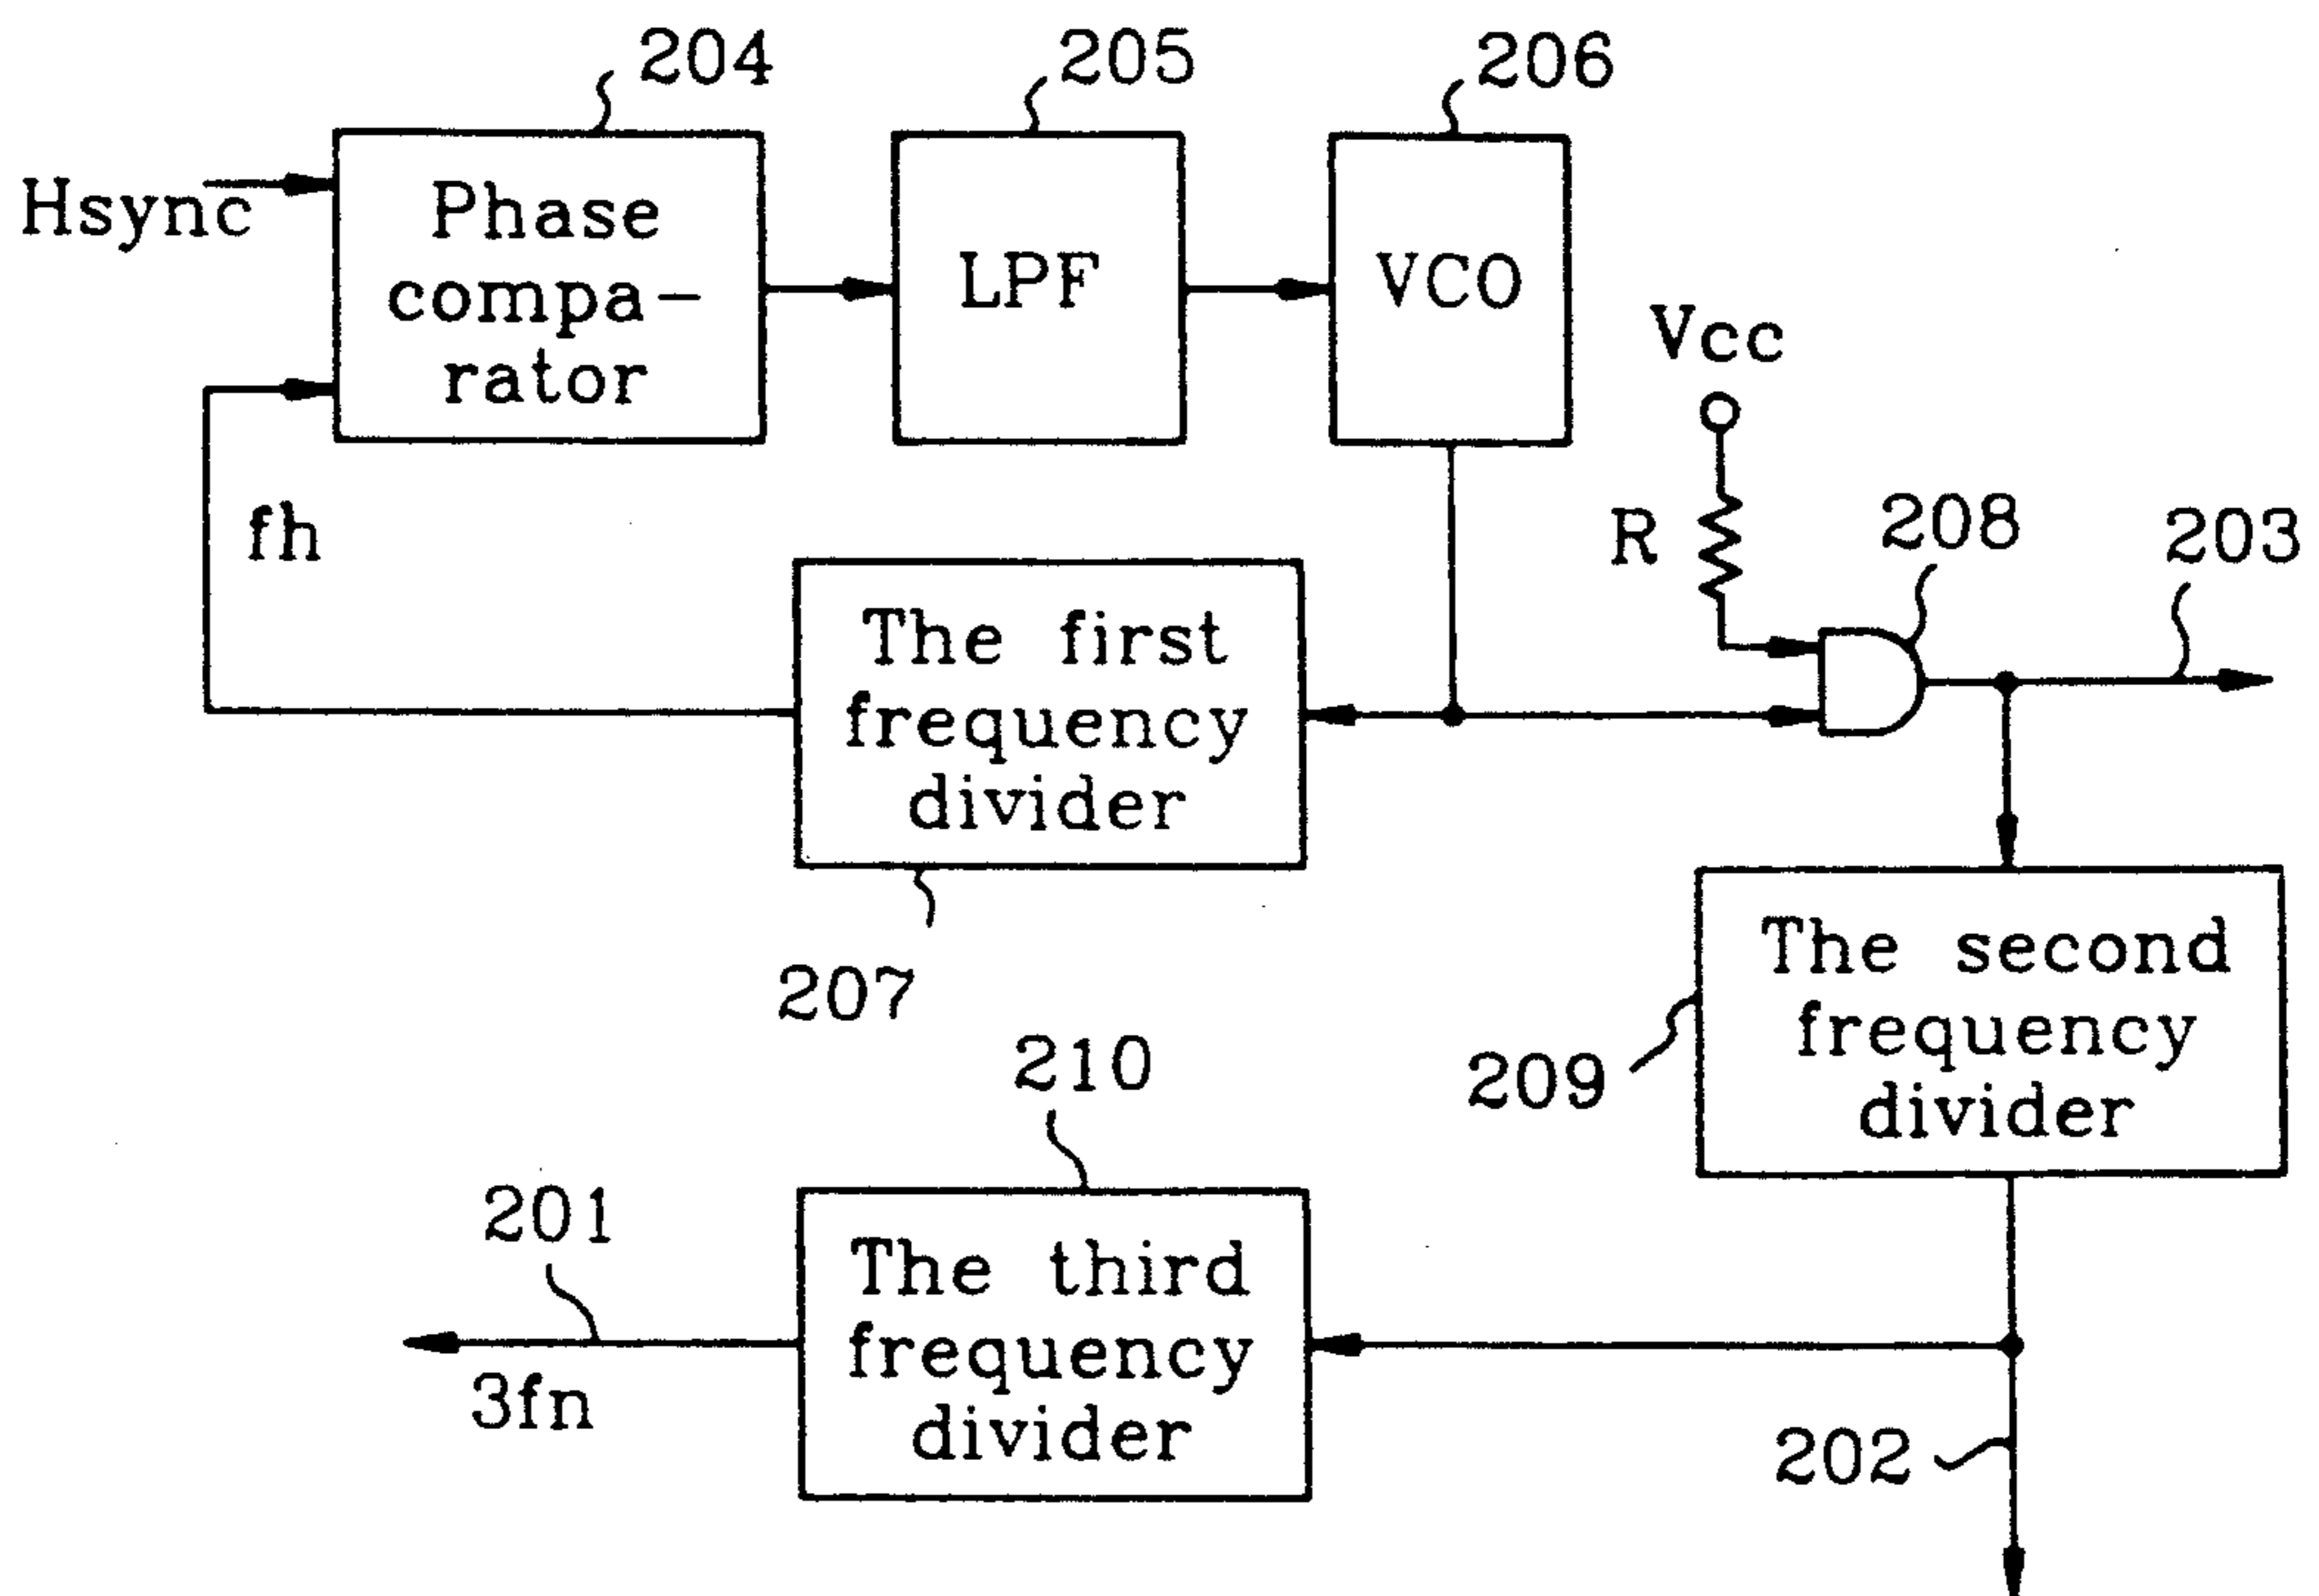 204
205
206
Hsync
Phase
compa-
rator
LPF
VCO
Vcc
fh
R
208
203
The first
frequency
divider
207
The second
frequency
divider
209
210
201
The third
frequency
divider
3fn
202